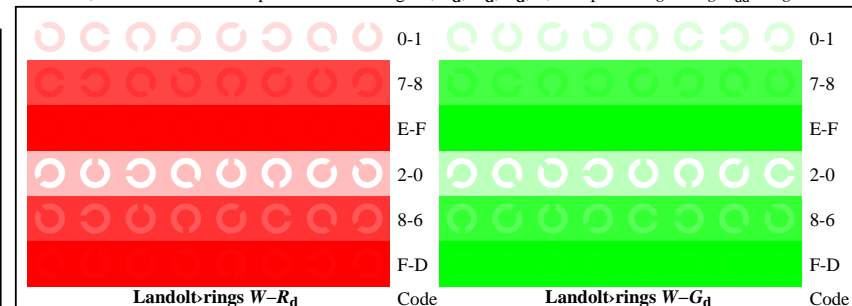 0-1 0-1
7-8 7-8
E-F E-F
2-0 2-0
8-6 8-6
F-D F-D
Landolt›rings W–Rd Code Landolt›rings W–Gd Code